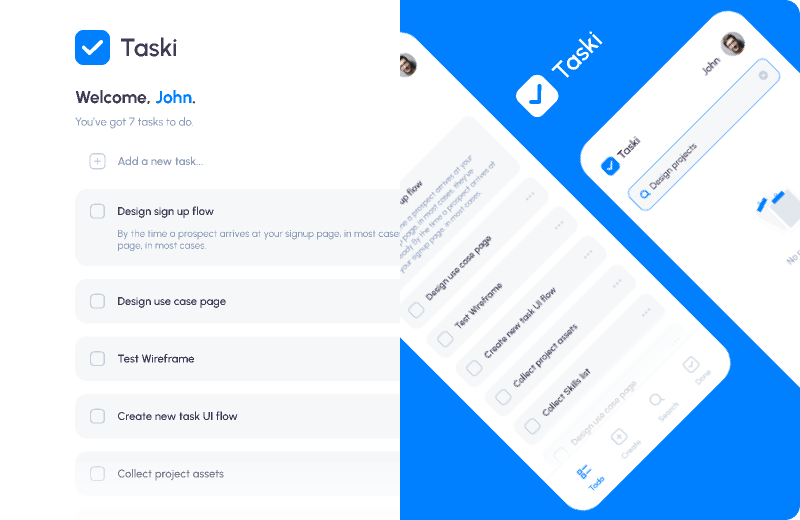 Taski
Welcome, John.
You've got 7 tasks to do.
Add a new task...
Design sign up flow
By the time a prospect arrives at your signup page, in most case
page, in most cases.
Design use case page
Test Wireframe
Create new task UI flow
Collect project assets
Taski
up flow
me a prospect arrives at your
page, in most cases, they've
ready By the time a prospect arrives at
your signup page, in most cases.
Design use case page
Test Wireframe
Create new task UI flow
Collect project assets
Collect Skills list
Design use case page
Todo
Create
Search
Done
John
Taski
Design projects
No